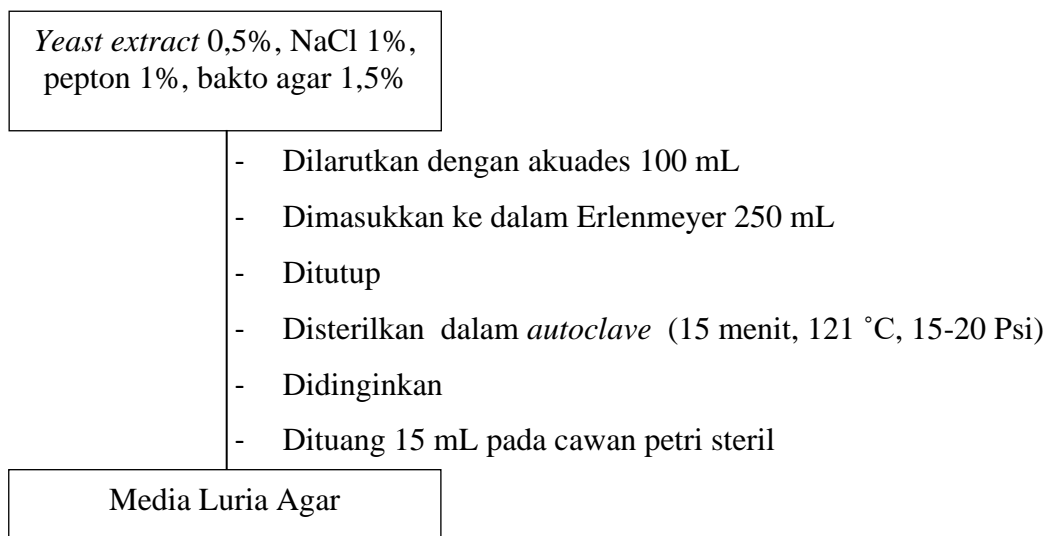 Yeast extract 0,5%, NaCl 1%,
pepton 1%, bakto agar 1,5%
- Dilarutkan dengan akuades 100 mL
- Dimasukkan ke dalam Erlenmeyer 250 mL
- Ditutup
- Disterilkan dalam autoclave (15 menit, 121 ˚C, 15-20 Psi)
- Didinginkan
- Dituang 15 mL pada cawan petri steril
Media Luria Agar